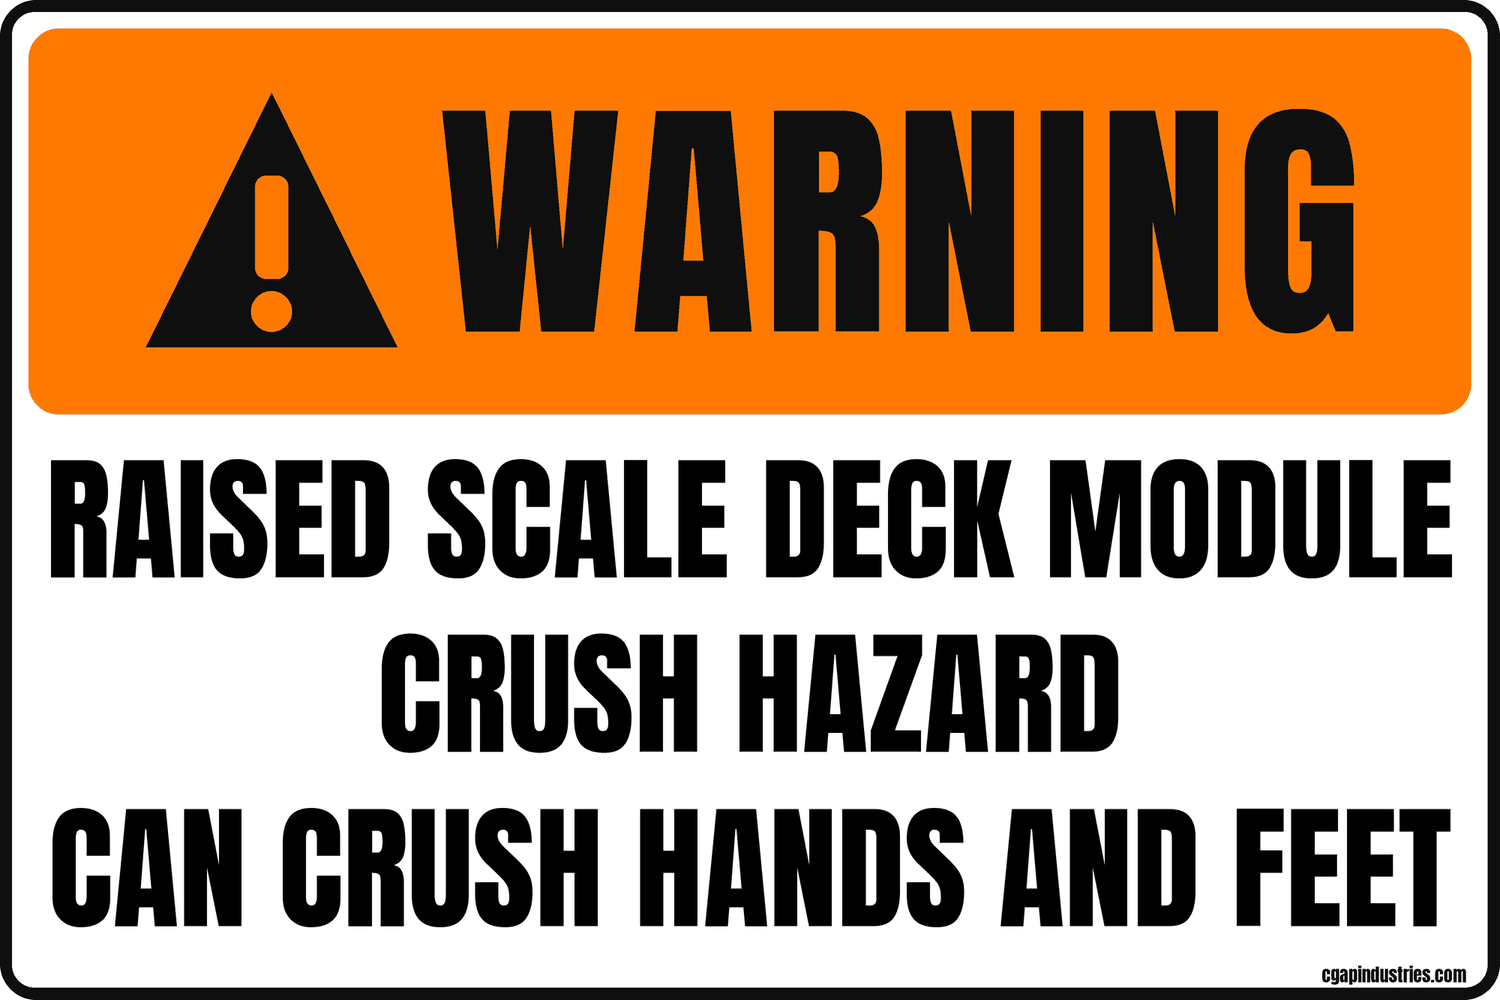 WARNING
RAISED SCALE DECK MODULE
CRUSH HAZARD
CAN CRUSH HANDS AND FEET
cgapindustries.com